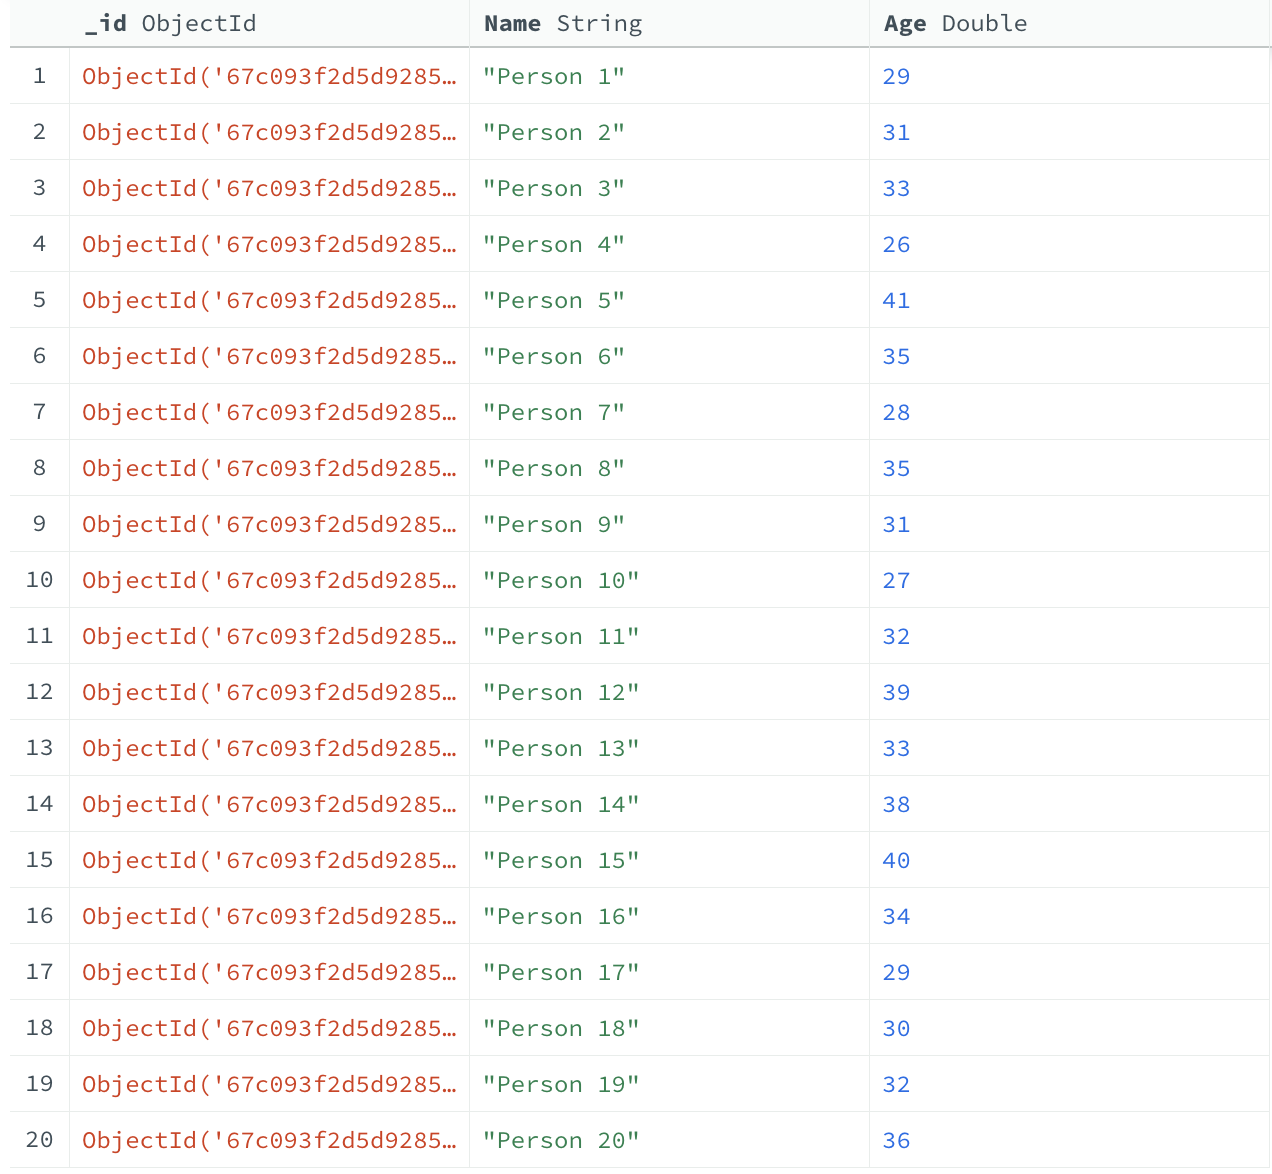 _id ObjectId Name String Age Double
1 ObjectId('67c093f2d5d9285… "Person 1" 29
2 ObjectId('67c093f2d5d9285… "Person 2" 31
3 ObjectId('67c093f2d5d9285… "Person 3" 33
4 ObjectId('67c093f2d5d9285… "Person 4" 26
5 ObjectId('67c093f2d5d9285… "Person 5" 41
6 ObjectId('67c093f2d5d9285… "Person 6" 35
7 ObjectId('67c093f2d5d9285… "Person 7" 28
8 ObjectId('67c093f2d5d9285… "Person 8" 35
9 ObjectId('67c093f2d5d9285… "Person 9" 31
10 ObjectId('67c093f2d5d9285… "Person 10" 27
11 ObjectId('67c093f2d5d9285… "Person 11" 32
12 ObjectId('67c093f2d5d9285… "Person 12" 39
13 ObjectId('67c093f2d5d9285… "Person 13" 33
14 ObjectId('67c093f2d5d9285… "Person 14" 38
15 ObjectId('67c093f2d5d9285… "Person 15" 40
16 ObjectId('67c093f2d5d9285… "Person 16" 34
17 ObjectId('67c093f2d5d9285… "Person 17" 29
18 ObjectId('67c093f2d5d9285… "Person 18" 30
19 ObjectId('67c093f2d5d9285… "Person 19" 32
20 ObjectId('67c093f2d5d9285… "Person 20" 36